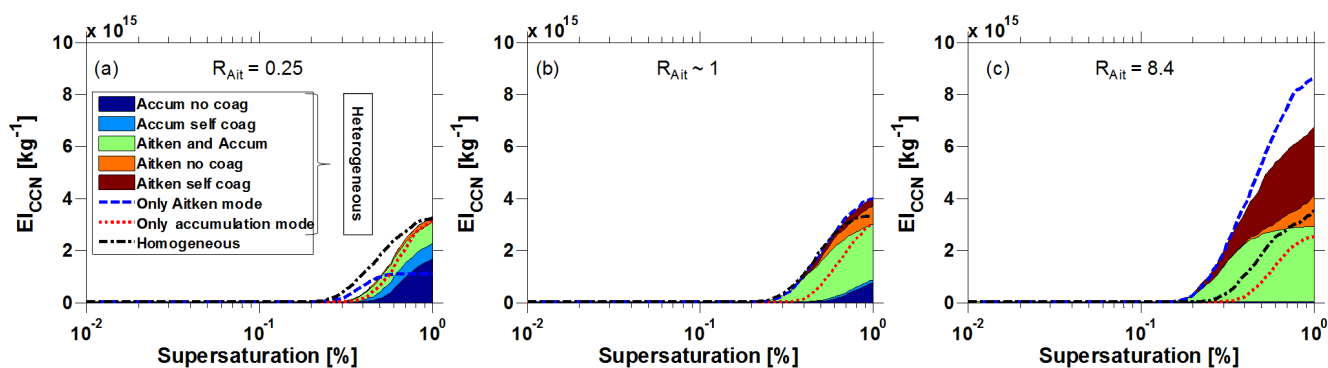 x 10^15
10
(a)
R_Ait = 0.25
8
6
4
2
0
EI_CCN [kg^-1]
Accum no coag
Accum self coag
Aitken and Accum
Aitken no coag
Aitken self coag
Only Aitken mode
Only accumulation mode
Homogeneous
Heterogeneous
10^-2
10^-1
10^0
Supersaturation [%]
x 10^15
10
(b)
R_Ait ~ 1
8
6
4
2
0
EI_CCN [kg^-1]
10^-2
10^-1
10^0
Supersaturation [%]
x 10^15
10
(c)
R_Ait = 8.4
8
6
4
2
0
EI_CCN [kg^-1]
10^-2
10^-1
10^0
Supersaturation [%]